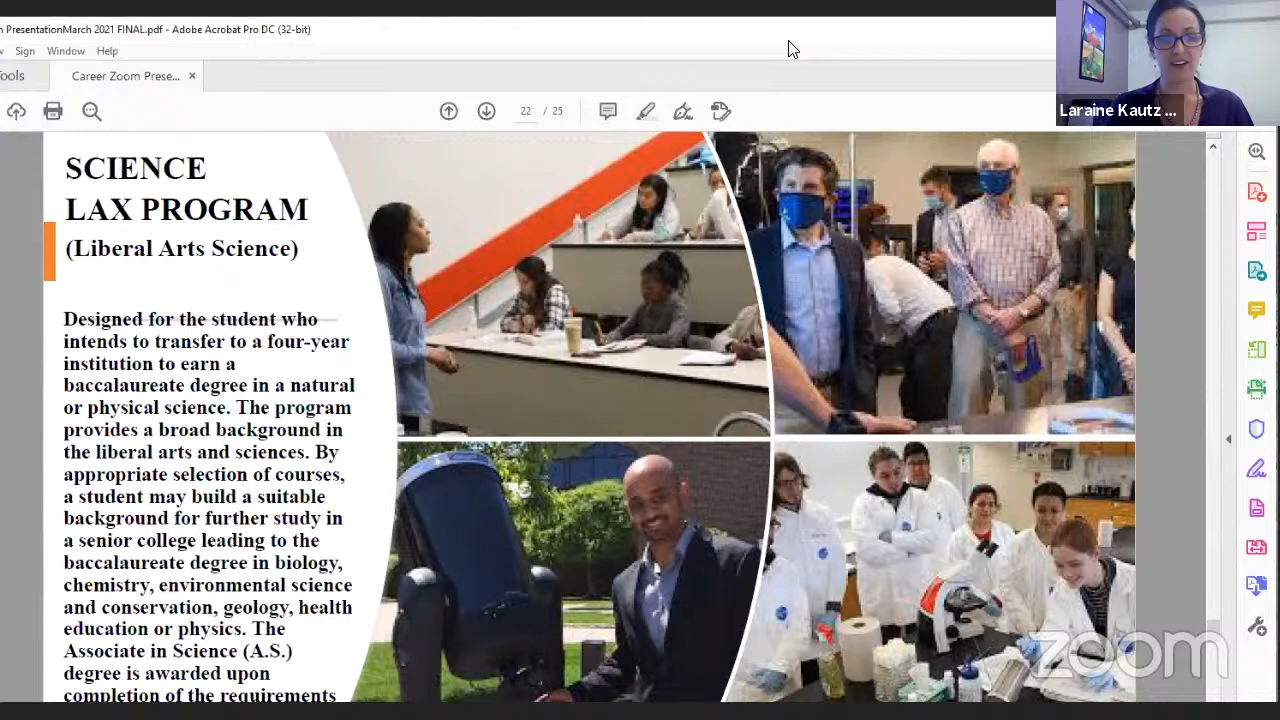 n PresentationMarch 2021 FINAL.pdf - Adobe Acrobat Pro DC (32-bit)
Sign Window Help
Tools
Career Zoom Prese... ×
22 / 25
Laraine Kautz ...
SCIENCE
LAX PROGRAM
(Liberal Arts Science)
Designed for the student who
intends to transfer to a four-year
institution to earn a
baccalaureate degree in a natural
or physical science. The program
provides a broad background in
the liberal arts and sciences. By
appropriate selection of courses,
a student may build a suitable
background for further study in
a senior college leading to the
baccalaureate degree in biology,
chemistry, environmental science
and conservation, geology, health
education or physics. The
Associate in Science (A.S.)
degree is awarded upon
completion of the requirements
zoom